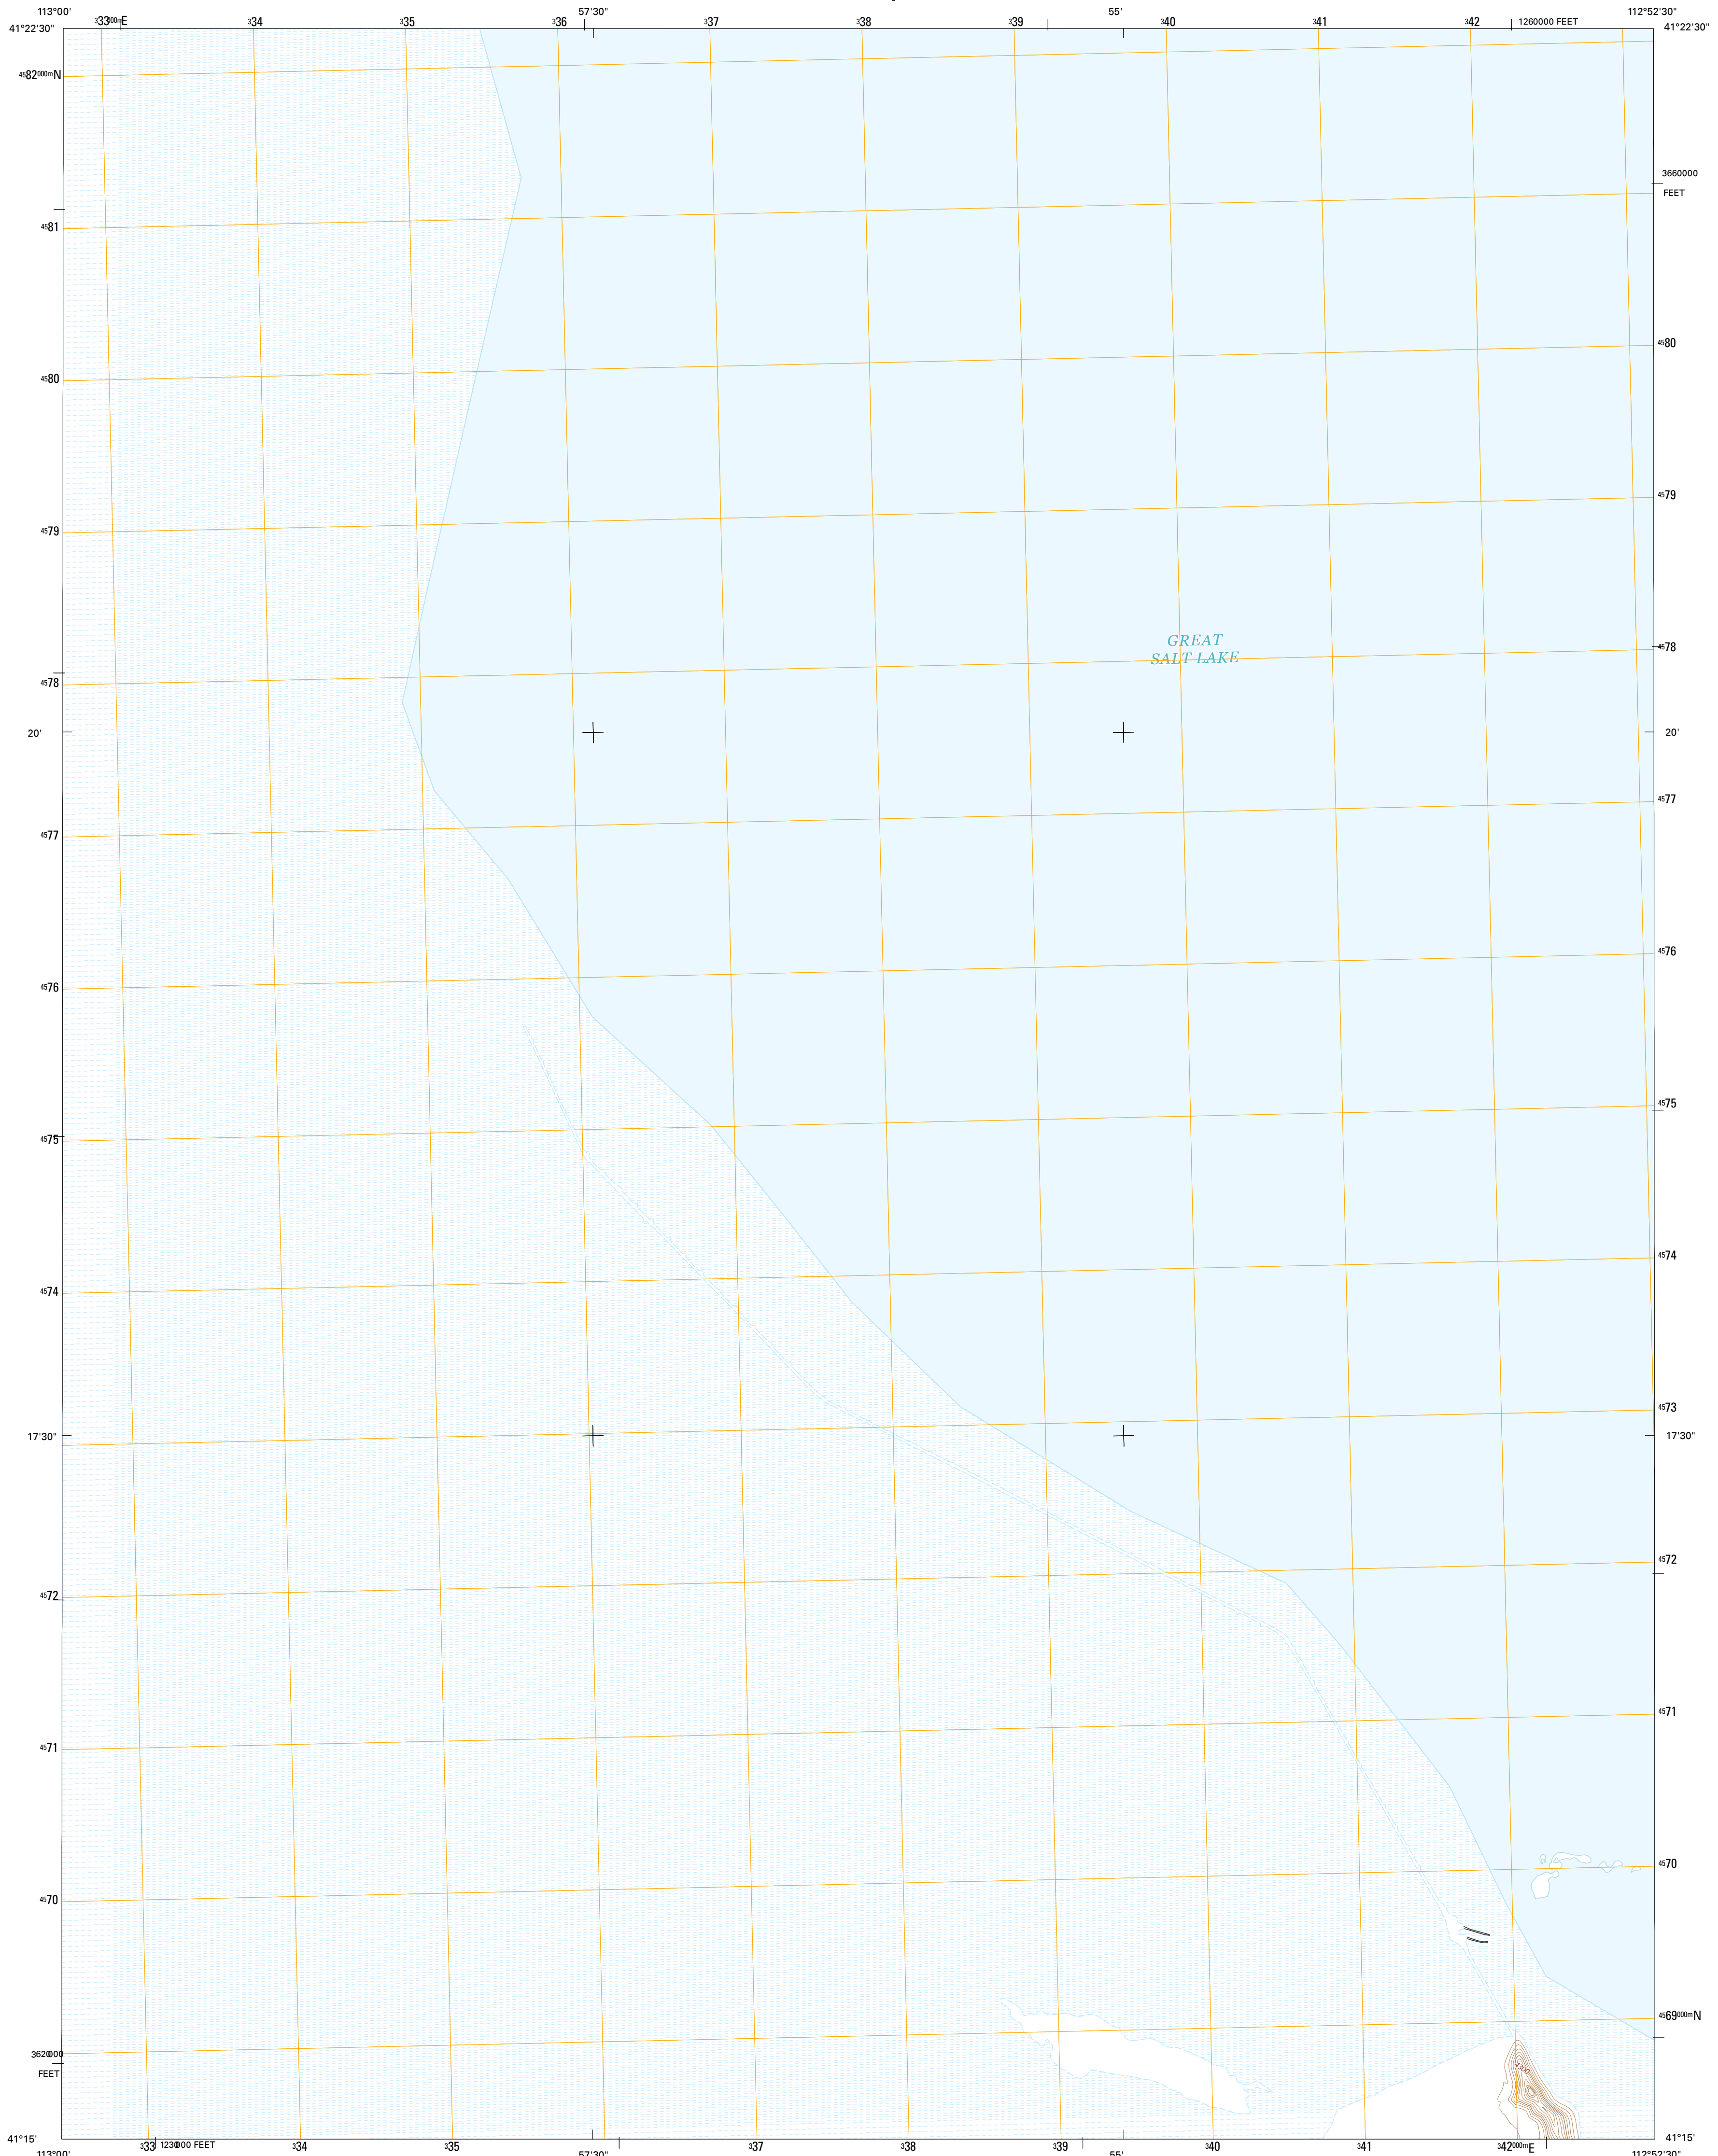 113°00' 57'30" 55' 112°52'30"
³33⁰⁰⁰ᵐE ³34 ³35 ³36 ³37 ³38 ³39 ³40 ³41 ³42 1260000 FEET
41°22'30" 41°22'30"
⁴⁵82⁰⁰⁰ᵐN
3660000
FEET
⁴⁵81
⁴⁵80
⁴⁵80
⁴⁵79
⁴⁵79
GREAT
SALT LAKE
⁴⁵78
⁴⁵78
20' 20'
⁴⁵77
⁴⁵77
⁴⁵76
⁴⁵76
⁴⁵75
⁴⁵75
⁴⁵74
⁴⁵74
⁴⁵73
17'30" 17'30"
⁴⁵72
⁴⁵72
⁴⁵71
⁴⁵71
⁴⁵70
⁴⁵70
⁴⁵69⁰⁰⁰ᵐN
3620000
FEET
4300
41°15' 41°15'
³33 1230000 FEET ³34 ³35 ³37 ³38 ³39 ³40 ³41 ³42⁰⁰⁰ᵐE
113°00' 57'30" 55' 112°52'30"